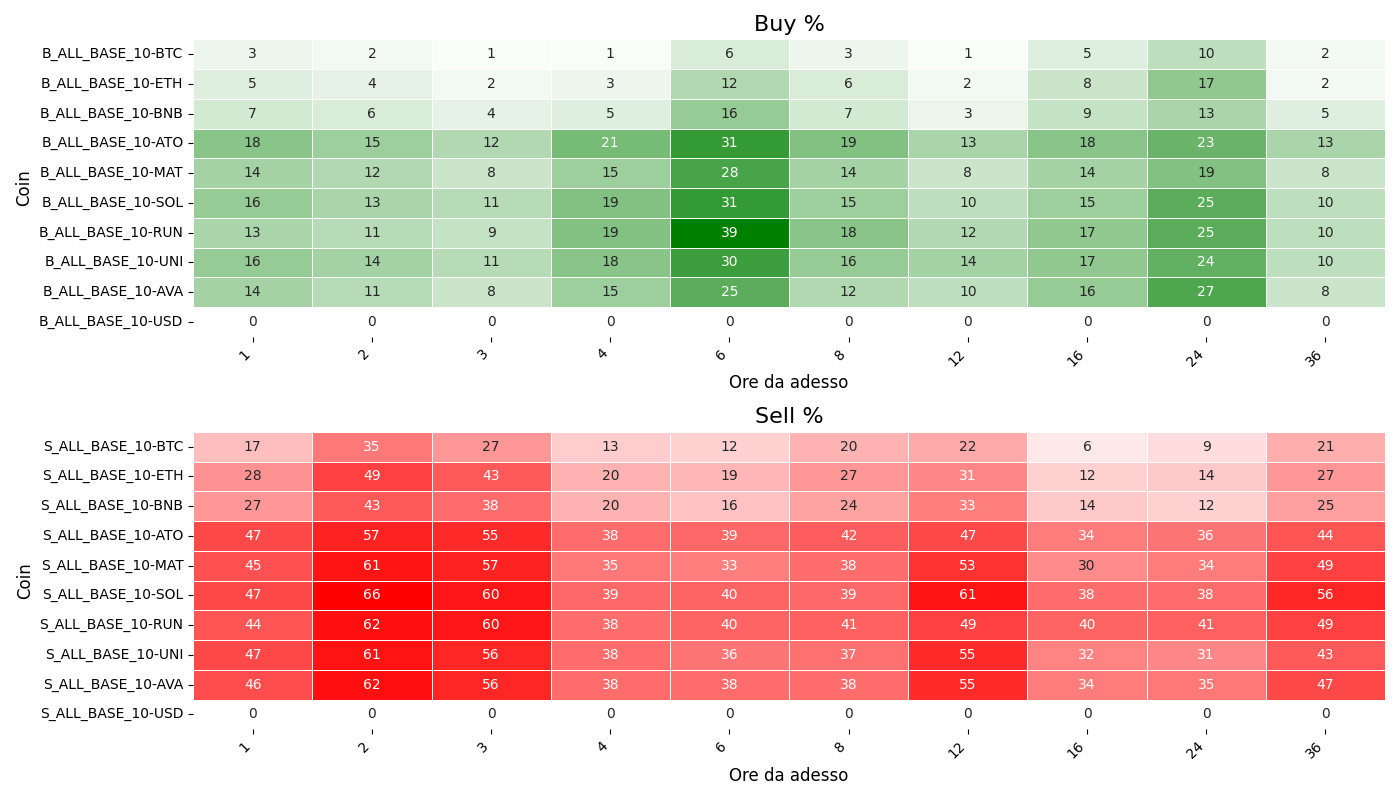 Buy %
Coin
B_ALL_BASE_10-BTC 3 2 1 1 6 3 1 5 10 2
B_ALL_BASE_10-ETH 5 4 2 3 12 6 2 8 17 2
B_ALL_BASE_10-BNB 7 6 4 5 16 7 3 9 13 5
B_ALL_BASE_10-ATO 18 15 12 21 31 19 13 18 23 13
B_ALL_BASE_10-MAT 14 12 8 15 28 14 8 14 19 8
B_ALL_BASE_10-SOL 16 13 11 19 31 15 10 15 25 10
B_ALL_BASE_10-RUN 13 11 9 19 39 18 12 17 25 10
B_ALL_BASE_10-UNI 16 14 11 18 30 16 14 17 24 10
B_ALL_BASE_10-AVA 14 11 8 15 25 12 10 16 27 8
B_ALL_BASE_10-USD 0 0 0 0 0 0 0 0 0 0
1 2 3 4 6 8 12 16 24 36
Ore da adesso
Sell %
Coin
S_ALL_BASE_10-BTC 17 35 27 13 12 20 22 6 9 21
S_ALL_BASE_10-ETH 28 49 43 20 19 27 31 12 14 27
S_ALL_BASE_10-BNB 27 43 38 20 16 24 33 14 12 25
S_ALL_BASE_10-ATO 47 57 55 38 39 42 47 34 36 44
S_ALL_BASE_10-MAT 45 61 57 35 33 38 53 30 34 49
S_ALL_BASE_10-SOL 47 66 60 39 40 39 61 38 38 56
S_ALL_BASE_10-RUN 44 62 60 38 40 41 49 40 41 49
S_ALL_BASE_10-UNI 47 61 56 38 36 37 55 32 31 43
S_ALL_BASE_10-AVA 46 62 56 38 38 38 55 34 35 47
S_ALL_BASE_10-USD 0 0 0 0 0 0 0 0 0 0
1 2 3 4 6 8 12 16 24 36
Ore da adesso